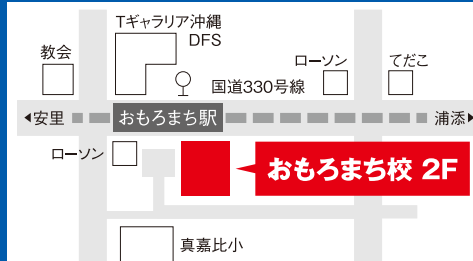 Tギャラリア沖縄
DFS
教会
ローソン
てだこ
国道330号線
◀安里
おもろまち駅
浦添▶
ローソン
おもろまち校 2F
真嘉比小